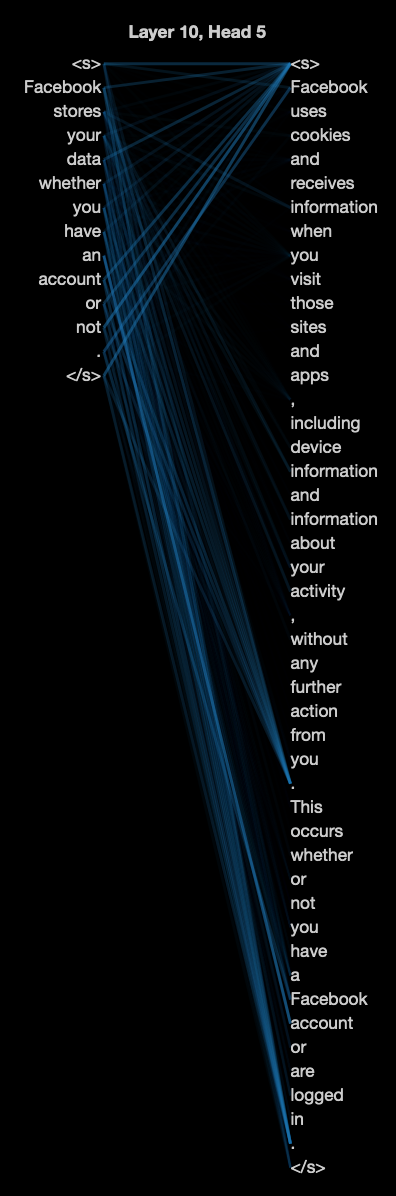 Layer 10, Head 5
<s>
Facebook
stores
your
data
whether
you
have
an
account
or
not
.
</s>
<s>
Facebook
uses
cookies
and
receives
information
when
you
visit
those
sites
and
apps
,
including
device
information
and
information
about
your
activity
,
without
any
further
action
from
you
.
This
occurs
whether
or
not
you
have
a
Facebook
account
or
are
logged
in
.
</s>